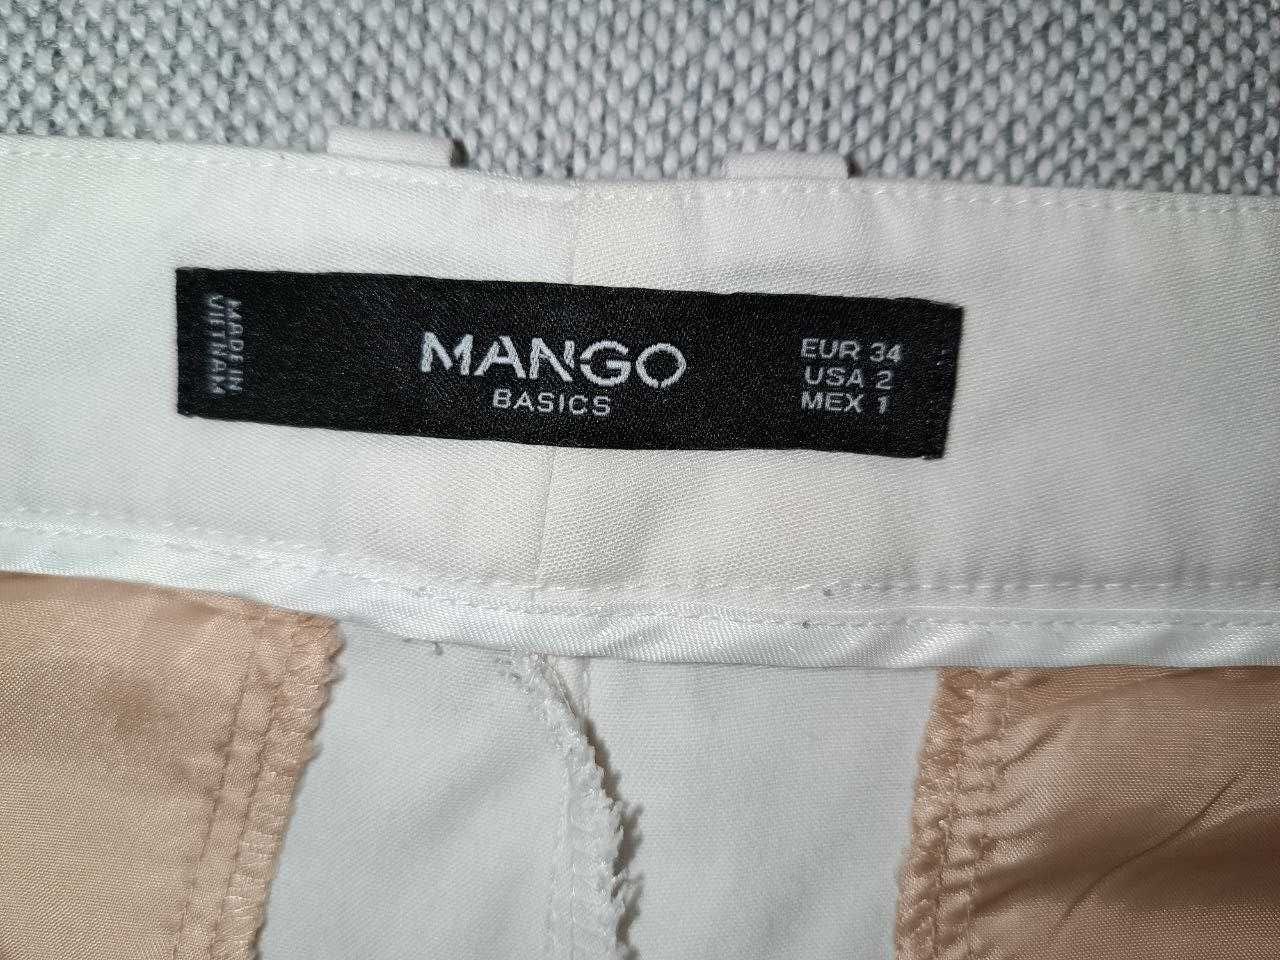 MADE IN
VIETNAM
MANGO
BASICS
EUR 34
USA 2
MEX 1